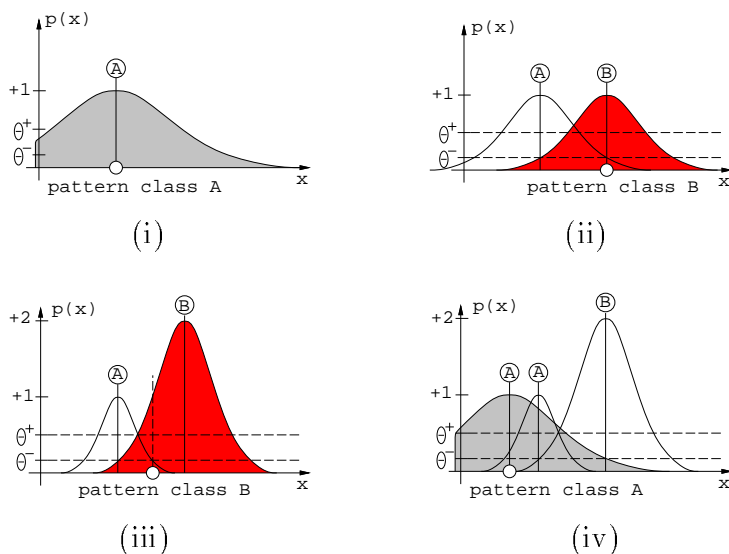 p(x)
A
+1
θ+
θ-
x
pattern class A
(i)
p(x)
A
B
+1
θ+
θ-
x
pattern class B
(ii)
p(x)
B
+2
A
+1
θ+
θ-
x
pattern class B
(iii)
p(x)
B
+2
A
A
+1
θ+
θ-
x
pattern class A
(iv)